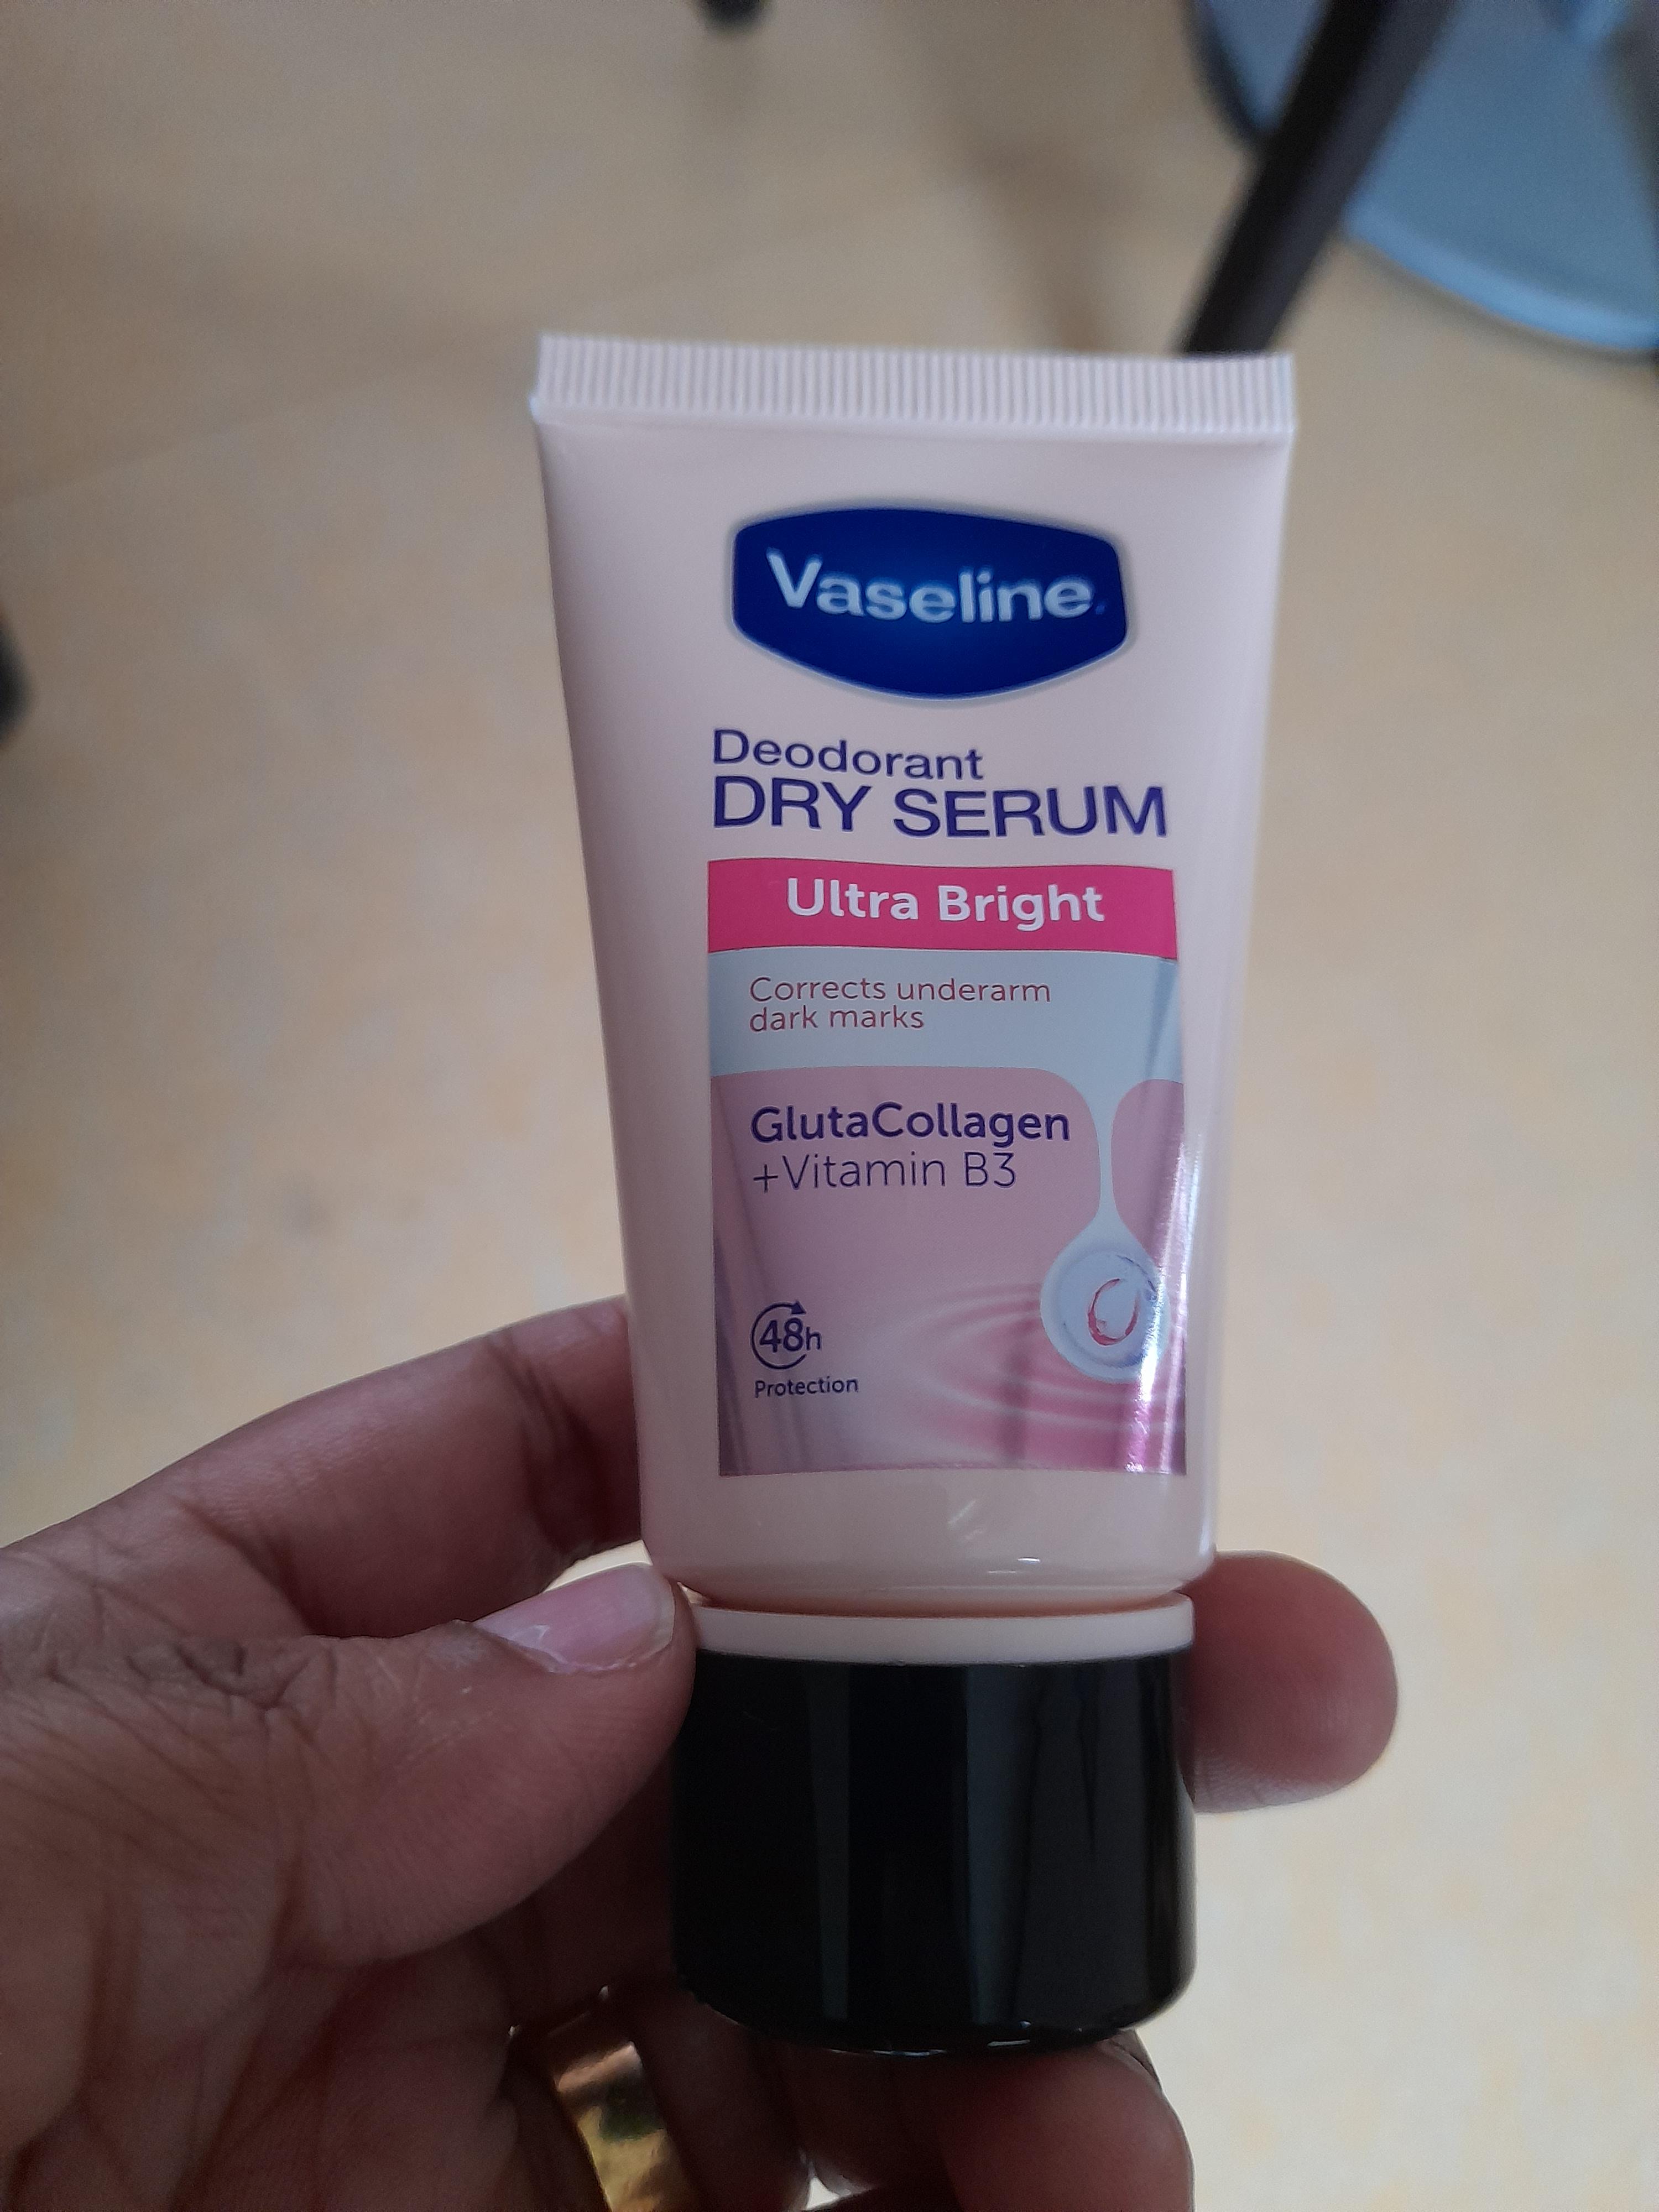 Vaseline
Deodorant
DRY SERUM
Ultra Bright
Corrects underarm
dark marks
GlutaCollagen
+Vitamin B3
48h
Protection